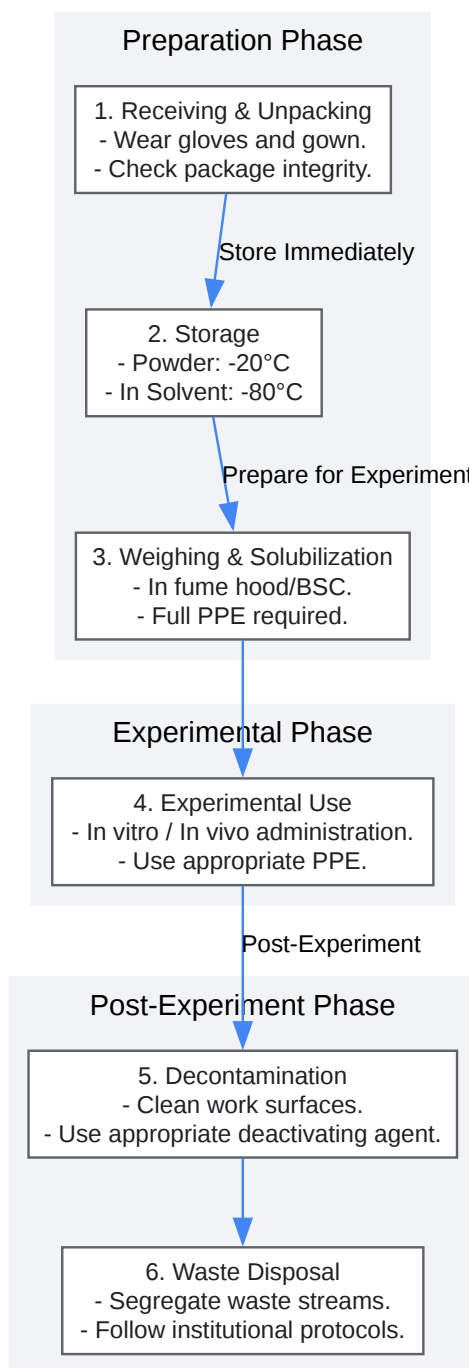 Preparation Phase
1. Receiving & Unpacking
- Wear gloves and gown.
- Check package integrity.
Store Immediately
2. Storage
- Powder: -20°C
- In Solvent: -80°C
Prepare for Experiment
3. Weighing & Solubilization
- In fume hood/BSC.
- Full PPE required.
Experimental Phase
4. Experimental Use
- In vitro / In vivo administration.
- Use appropriate PPE.
Post-Experiment
Post-Experiment Phase
5. Decontamination
- Clean work surfaces.
- Use appropriate deactivating agent.
6. Waste Disposal
- Segregate waste streams.
- Follow institutional protocols.